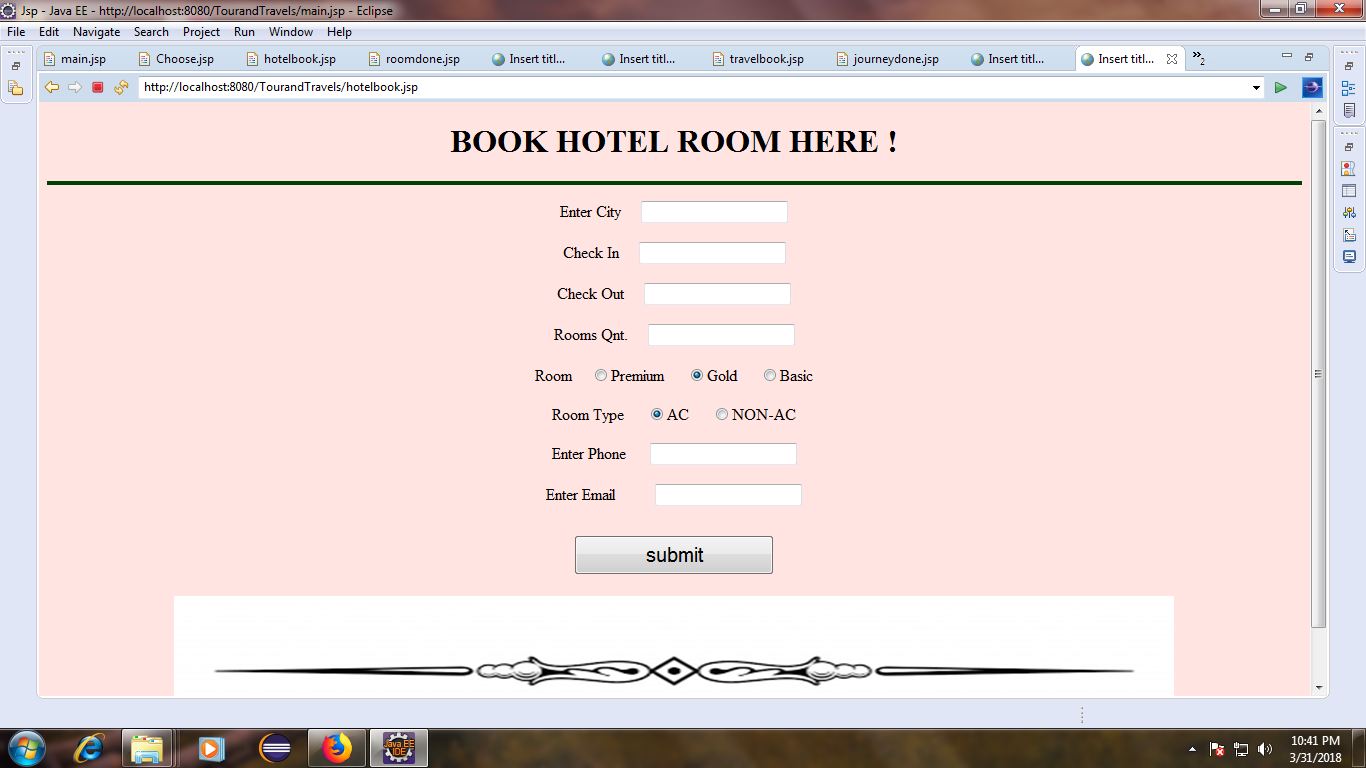 Jsp - Java EE - http://localhost:8080/TourandTravels/main.jsp - Eclipse
File Edit Navigate Search Project Run Window Help
main.jsp Choose.jsp hotelbook.jsp roomdone.jsp Insert titl... Insert titl... travelbook.jsp journeydone.jsp Insert titl... Insert titl... »2
http://localhost:8080/TourandTravels/hotelbook.jsp
BOOK HOTEL ROOM HERE !
Enter City
Check In
Check Out
Rooms Qnt.
Room Premium Gold Basic
Room Type AC NON-AC
Enter Phone
Enter Email
submit
Java EE
IDE
10:41 PM
3/31/2018